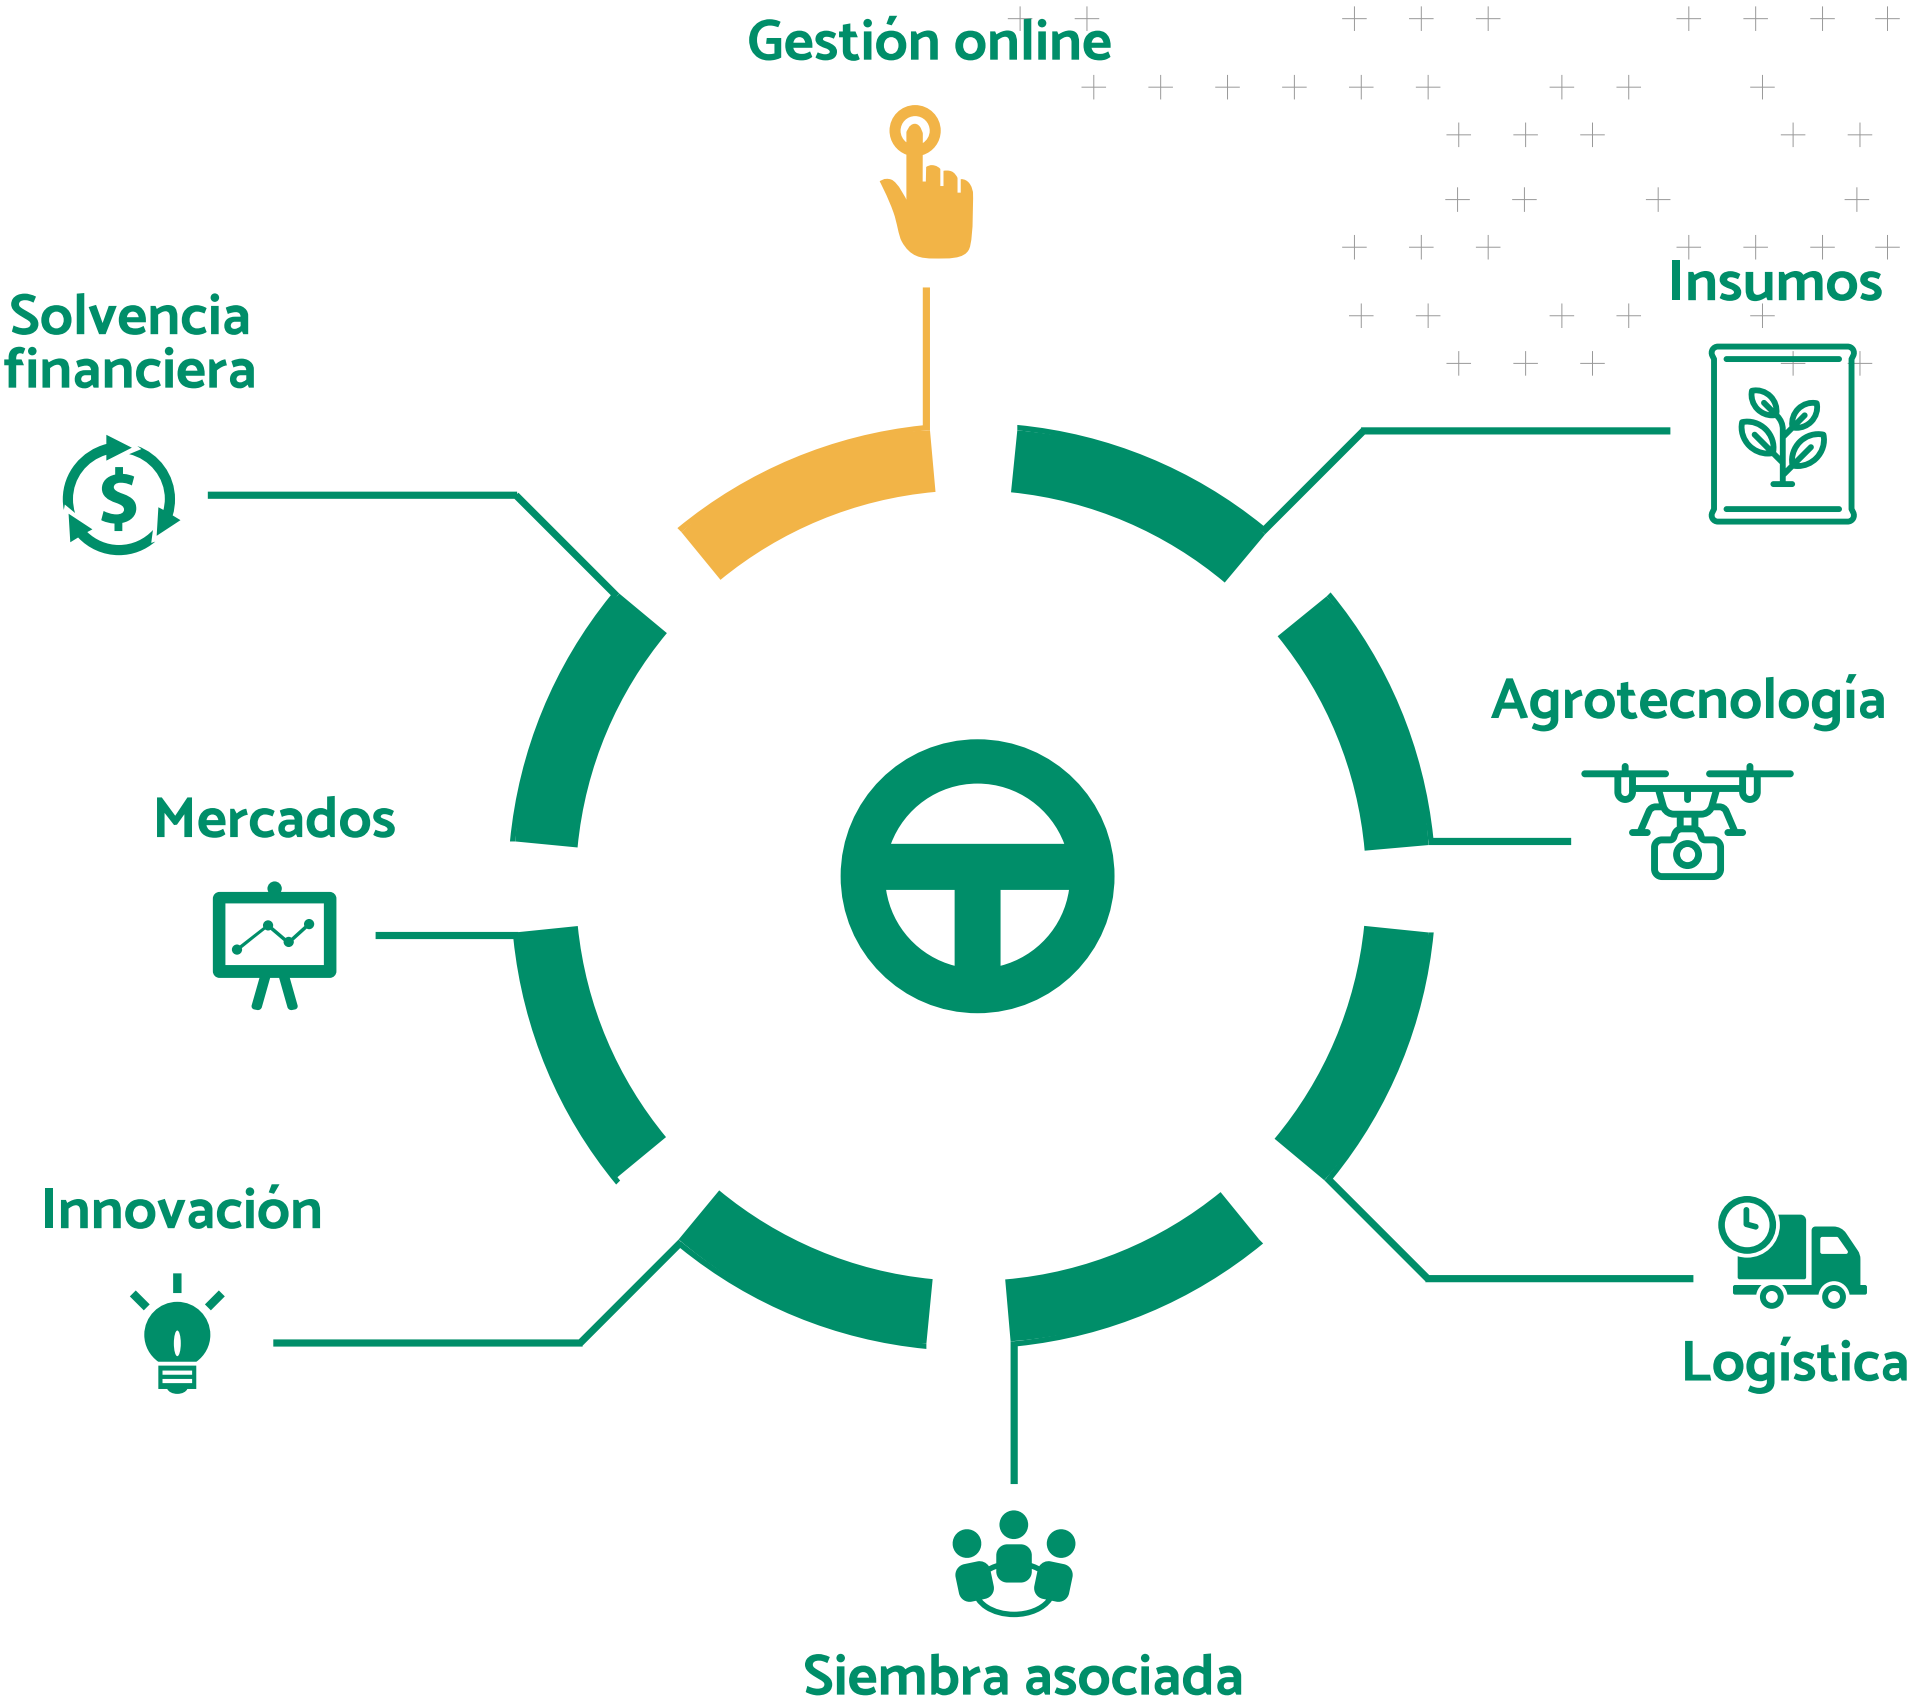 Gestión online
Insumos
Solvencia
financiera
Agrotecnología
Mercados
Innovación
Logística
Siembra asociada